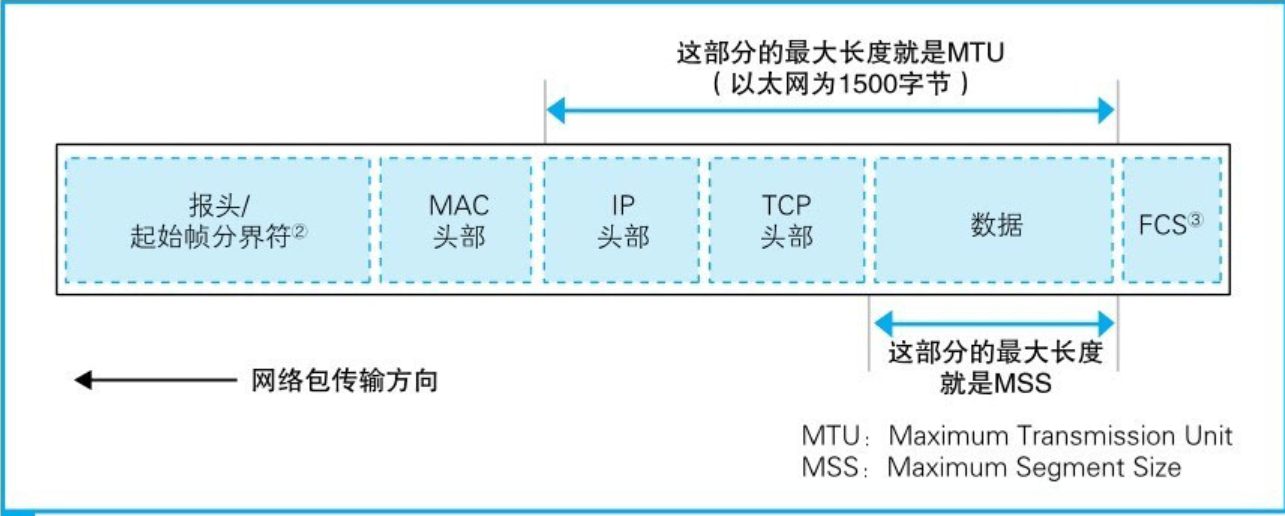 这部分的最大长度就是MTU
（以太网为1500字节）
报头/
起始帧分界符②
MAC
头部
IP
头部
TCP
头部
数据
FCS③
这部分的最大长度
就是MSS
网络包传输方向
MTU：Maximum Transmission Unit
MSS：Maximum Segment Size